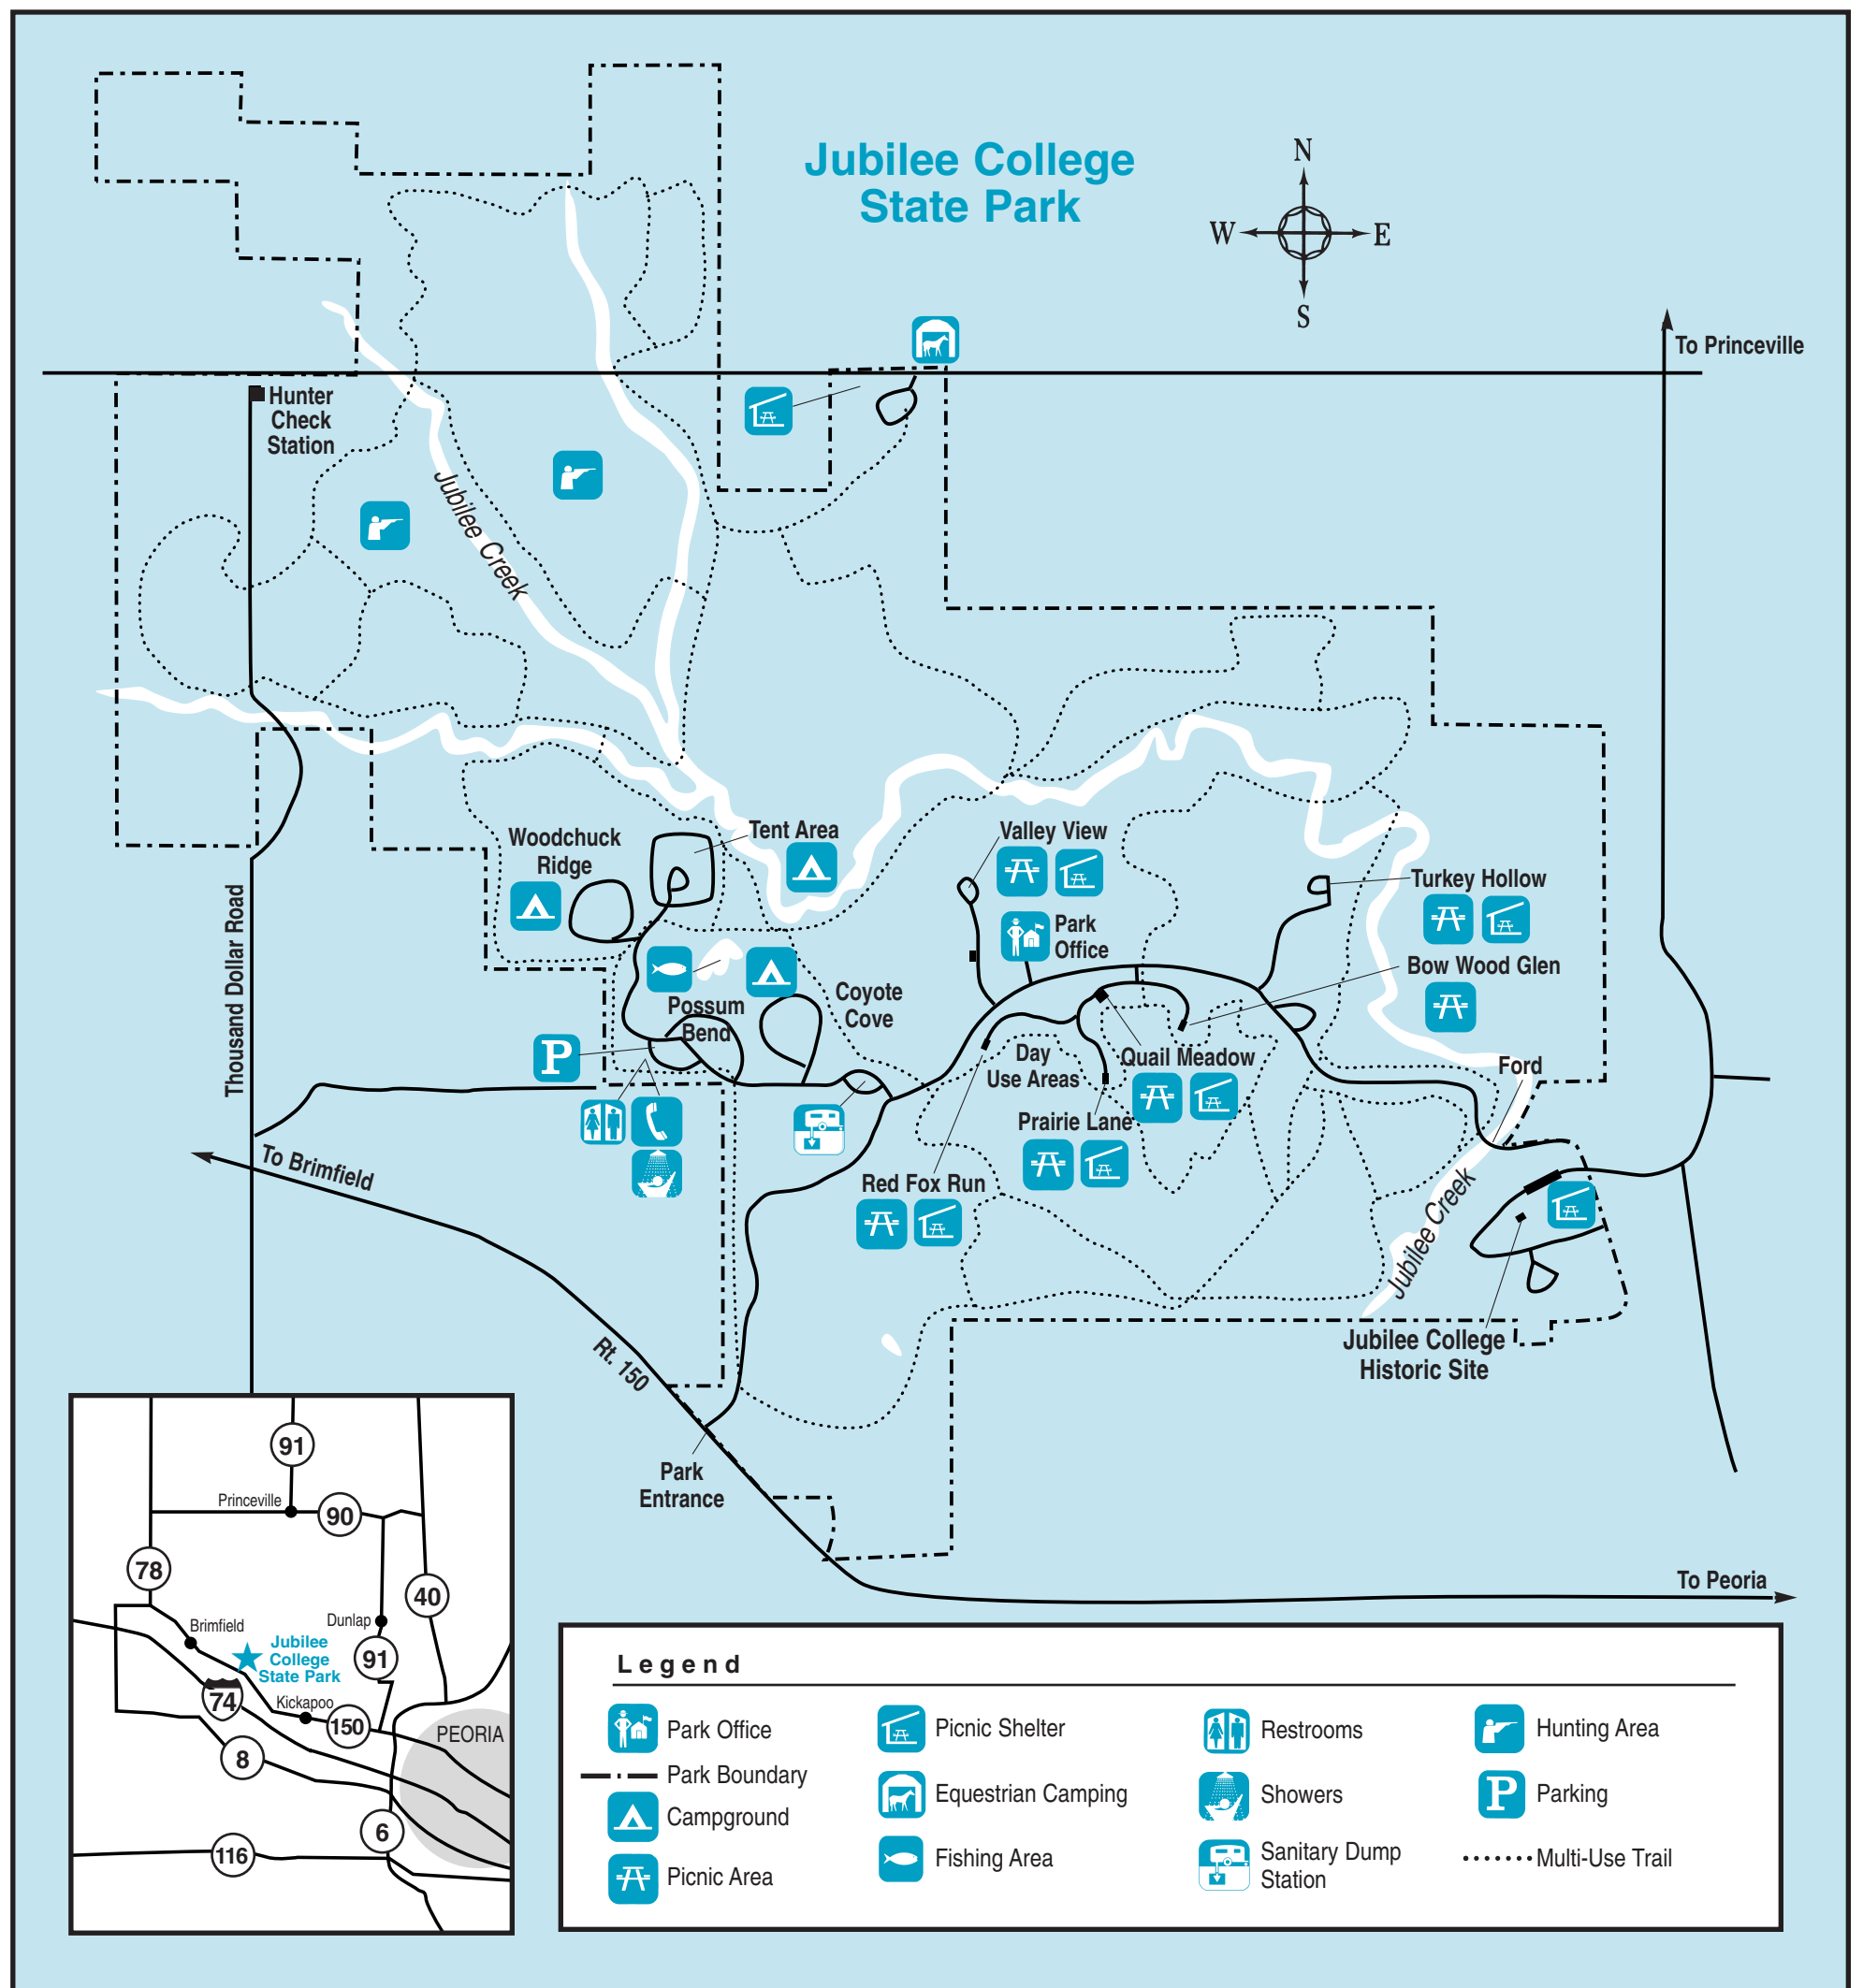 Jubilee College
State Park
N
W
E
S
To Princeville
Hunter
Check
Station
Jubilee Creek
Thousand Dollar Road
Woodchuck
Ridge
Tent Area
Valley View
Park
Office
Turkey Hollow
Bow Wood Glen
Possum
Bend
Coyote
Cove
P
Day
Use Areas
Quail Meadow
Ford
Prairie Lane
Red Fox Run
To Brimfield
Jubilee Creek
Jubilee College
Historic Site
Rt. 150
Park
Entrance
To Peoria
91
Princeville
90
78
40
Brimfield
Dunlap
Jubilee
College
State Park
91
74
Kickapoo
150
PEORIA
8
6
116
Legend
Park Office
Park Boundary
Campground
Picnic Area
Picnic Shelter
Equestrian Camping
Fishing Area
Restrooms
Showers
Sanitary Dump
Station
Hunting Area
P
Parking
Multi-Use Trail